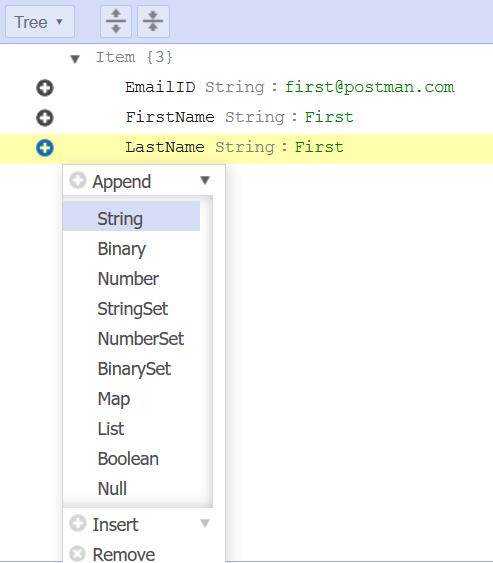 Tree
Item {3}
EmailID String : first@postman.com
FirstName String : First
LastName String : First
Append
String
Binary
Number
StringSet
NumberSet
BinarySet
Map
List
Boolean
Null
Insert
Remove